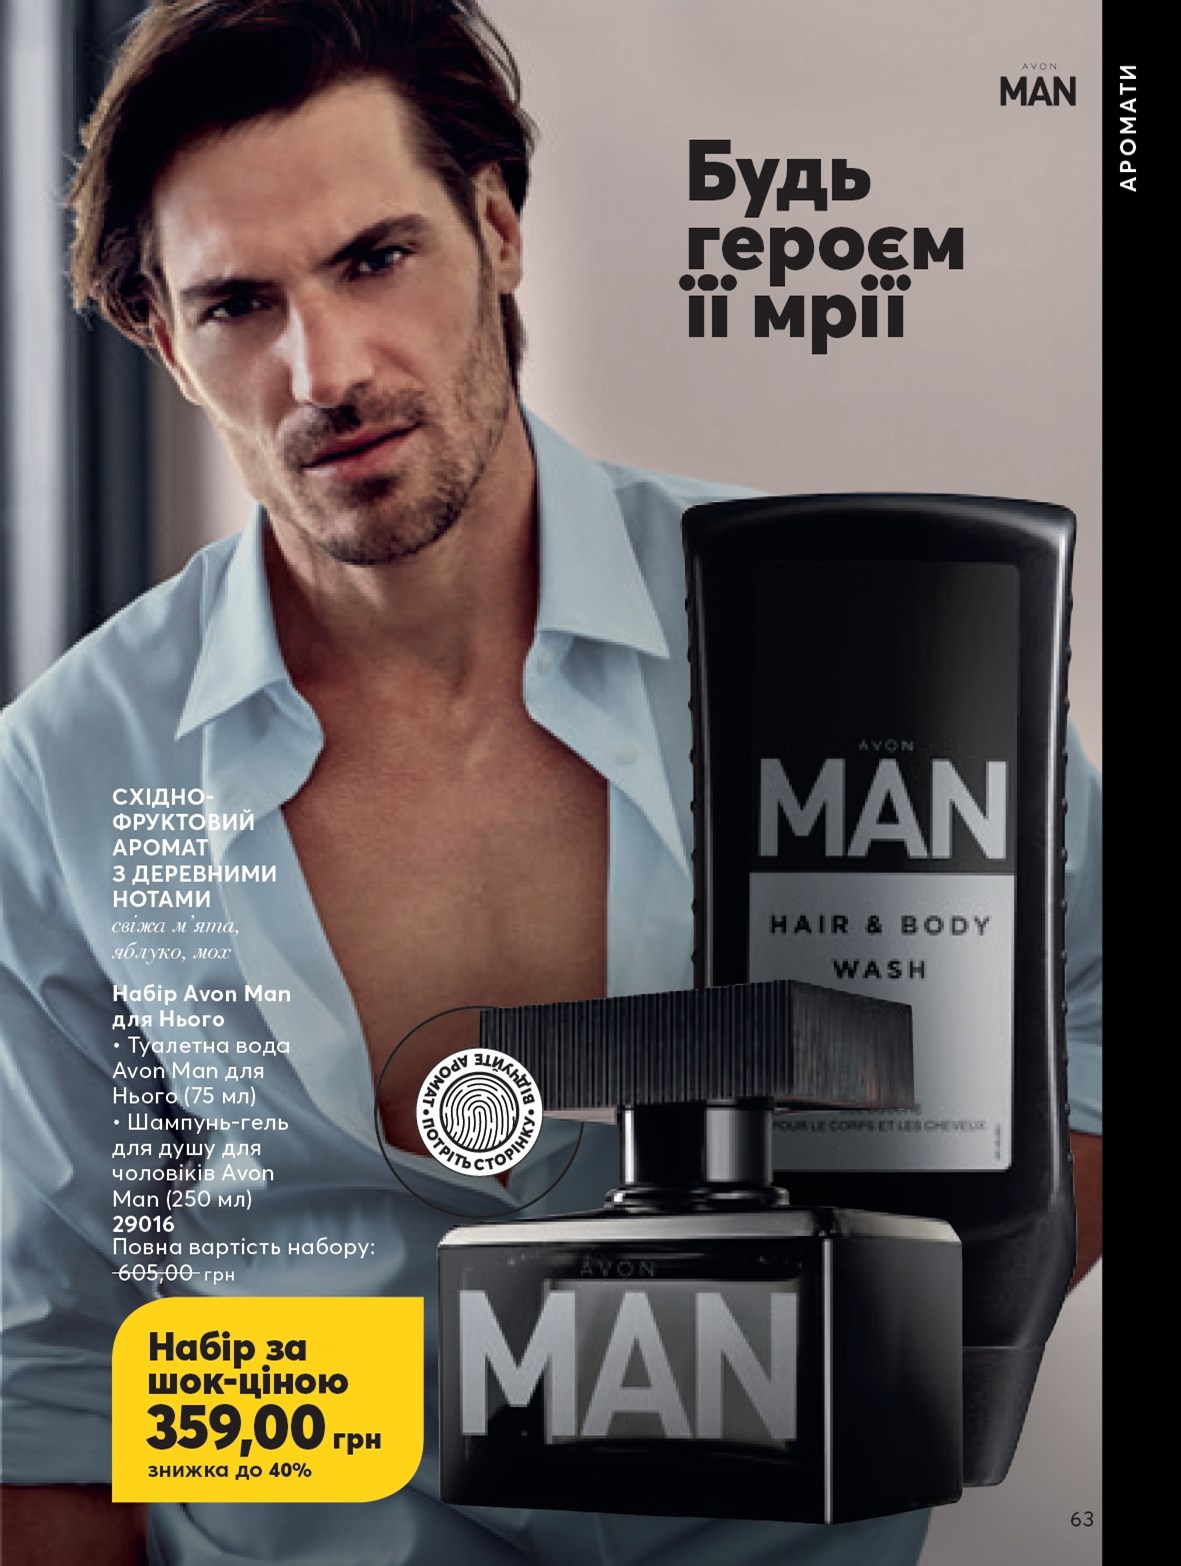 AVON
MAN
АРОМАТИ
Будь
героєм
її мрії
AVON
MAN
HAIR & BODY
WASH
POUR LE CORPS ET LES CHEVEUX
СХІДНО-
ФРУКТОВИЙ
АРОМАТ
З ДЕРЕВНИМИ
НОТАМИ
свіжа м’ята,
яблуко, мох
Набір Avon Man
для Нього
• Туалетна вода
Avon Man для
Нього (75 мл)
• Шампунь-гель
для душу для
чоловіків Avon
Man (250 мл)
29016
Повна вартість набору:
605,00 грн
ВІДЧУЙТЕ АРОМАТ • ПОТРІТЬ СТОРІНКУ •
AVON
MAN
Набір за
шок-ціною
359,00 грн
знижка до 40%
63